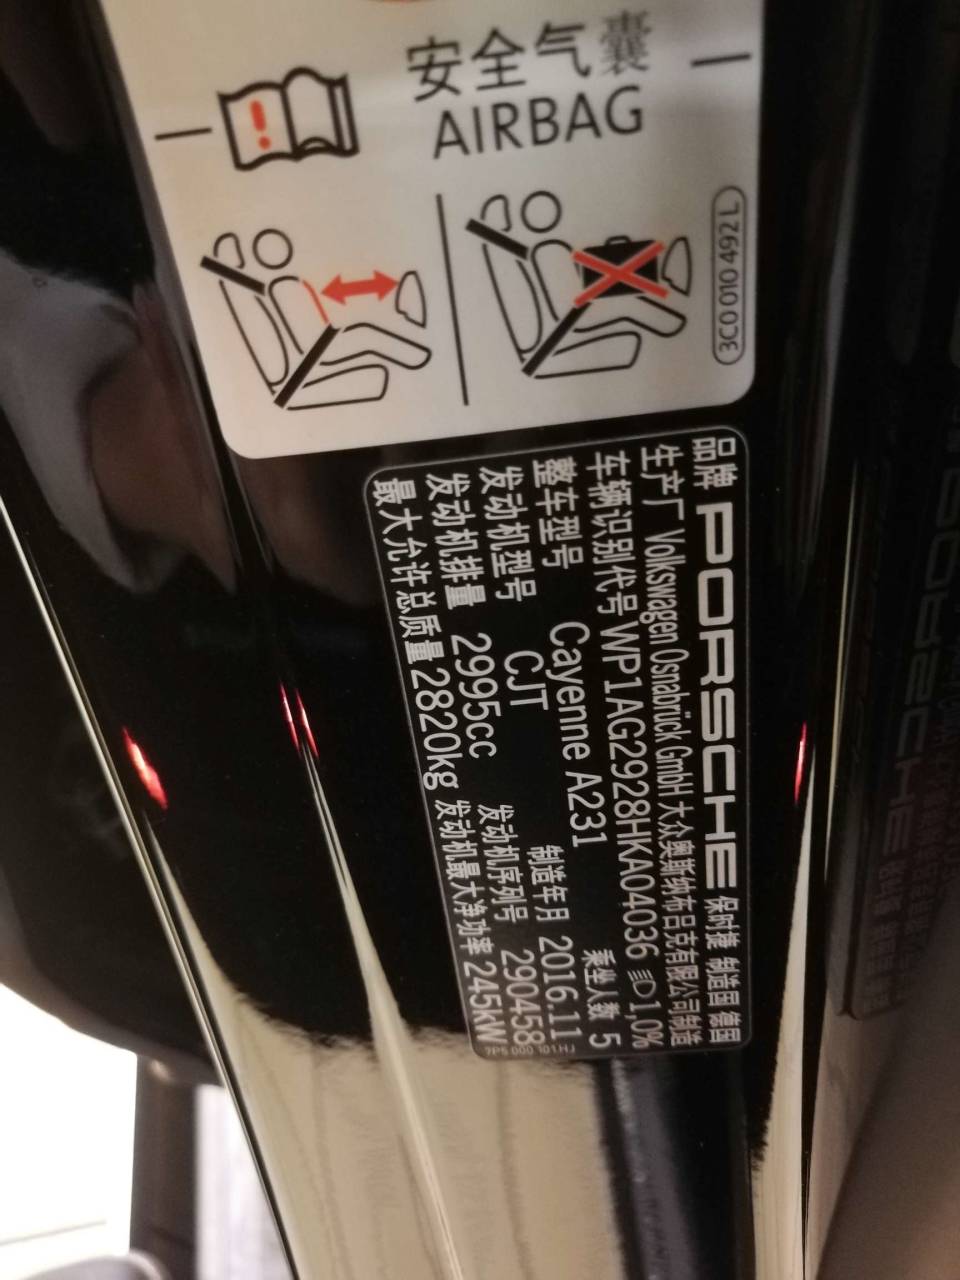 安全气囊
AIRBAG
3C0 010 492 L
品牌 PORSCHE 保时捷 制造国 德国
生产厂 Volkswagen Osnabrück GmbH 大众奥斯纳布吕克有限公司制造
车辆识别代号 WP1AG2928HKA04036 1,0%
整车型号 Cayenne A231 乘坐人数 5
发动机型号 CJT 制造年月 2016.11
发动机排量 2995cc 发动机序列号 290458
最大允许总质量 2820kg 发动机最大净功率 245kW
7P5 000 101 HJ